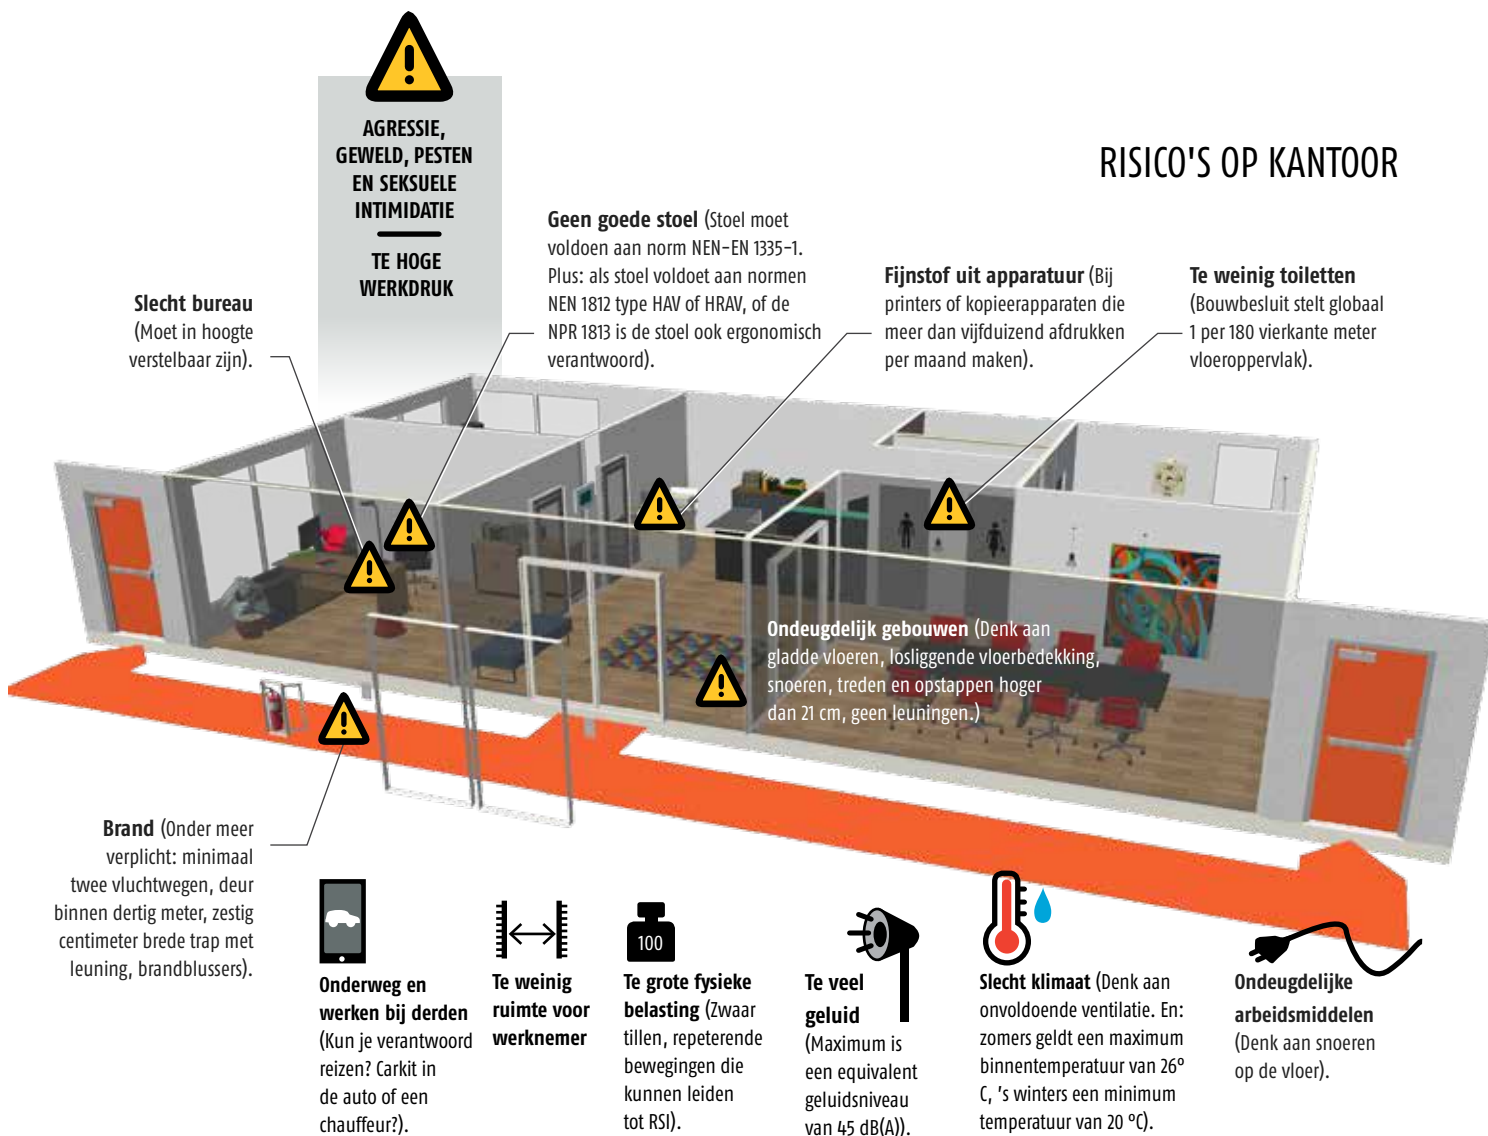 AGRESSIE,
GEWELD, PESTEN
EN SEKSUELE
INTIMIDATIE
TE HOGE
WERKDRUK
RISICO'S OP KANTOOR
Slecht bureau
(Moet in hoogte
verstelbaar zijn).
Geen goede stoel (Stoel moet
voldoen aan norm NEN-EN 1335-1.
Plus: als stoel voldoet aan normen
NEN 1812 type HAV of HRAV, of de
NPR 1813 is de stoel ook ergonomisch
verantwoord).
Fijnstof uit apparatuur (Bij
printers of kopieerapparaten die
meer dan vijfduizend afdrukken
per maand maken).
Te weinig toiletten
(Bouwbesluit stelt globaal
1 per 180 vierkante meter
vloeroppervlak).
Ondeugdelijk gebouwen (Denk aan
gladde vloeren, losliggende vloerbedekking,
snoeren, treden en opstappen hoger
dan 21 cm, geen leuningen.)
Brand (Onder meer
verplicht: minimaal
twee vluchtwegen, deur
binnen dertig meter, zestig
centimeter brede trap met
leuning, brandblussers).
Onderweg en
werken bij derden
(Kun je verantwoord
reizen? Carkit in
de auto of een
chauffeur?).
Te weinig
ruimte voor
werknemer
100
Te grote fysieke
belasting (Zwaar
tillen, repeterende
bewegingen die
kunnen leiden
tot RSI).
Te veel
geluid
(Maximum is
een equivalent
geluidsniveau
van 45 dB(A)).
Slecht klimaat (Denk aan
onvoldoende ventilatie. En:
zomers geldt een maximum
binnentemperatuur van 26º
C, 's winters een minimum
temperatuur van 20 ºC).
Ondeugdelijke
arbeidsmiddelen
(Denk aan snoeren
op de vloer).